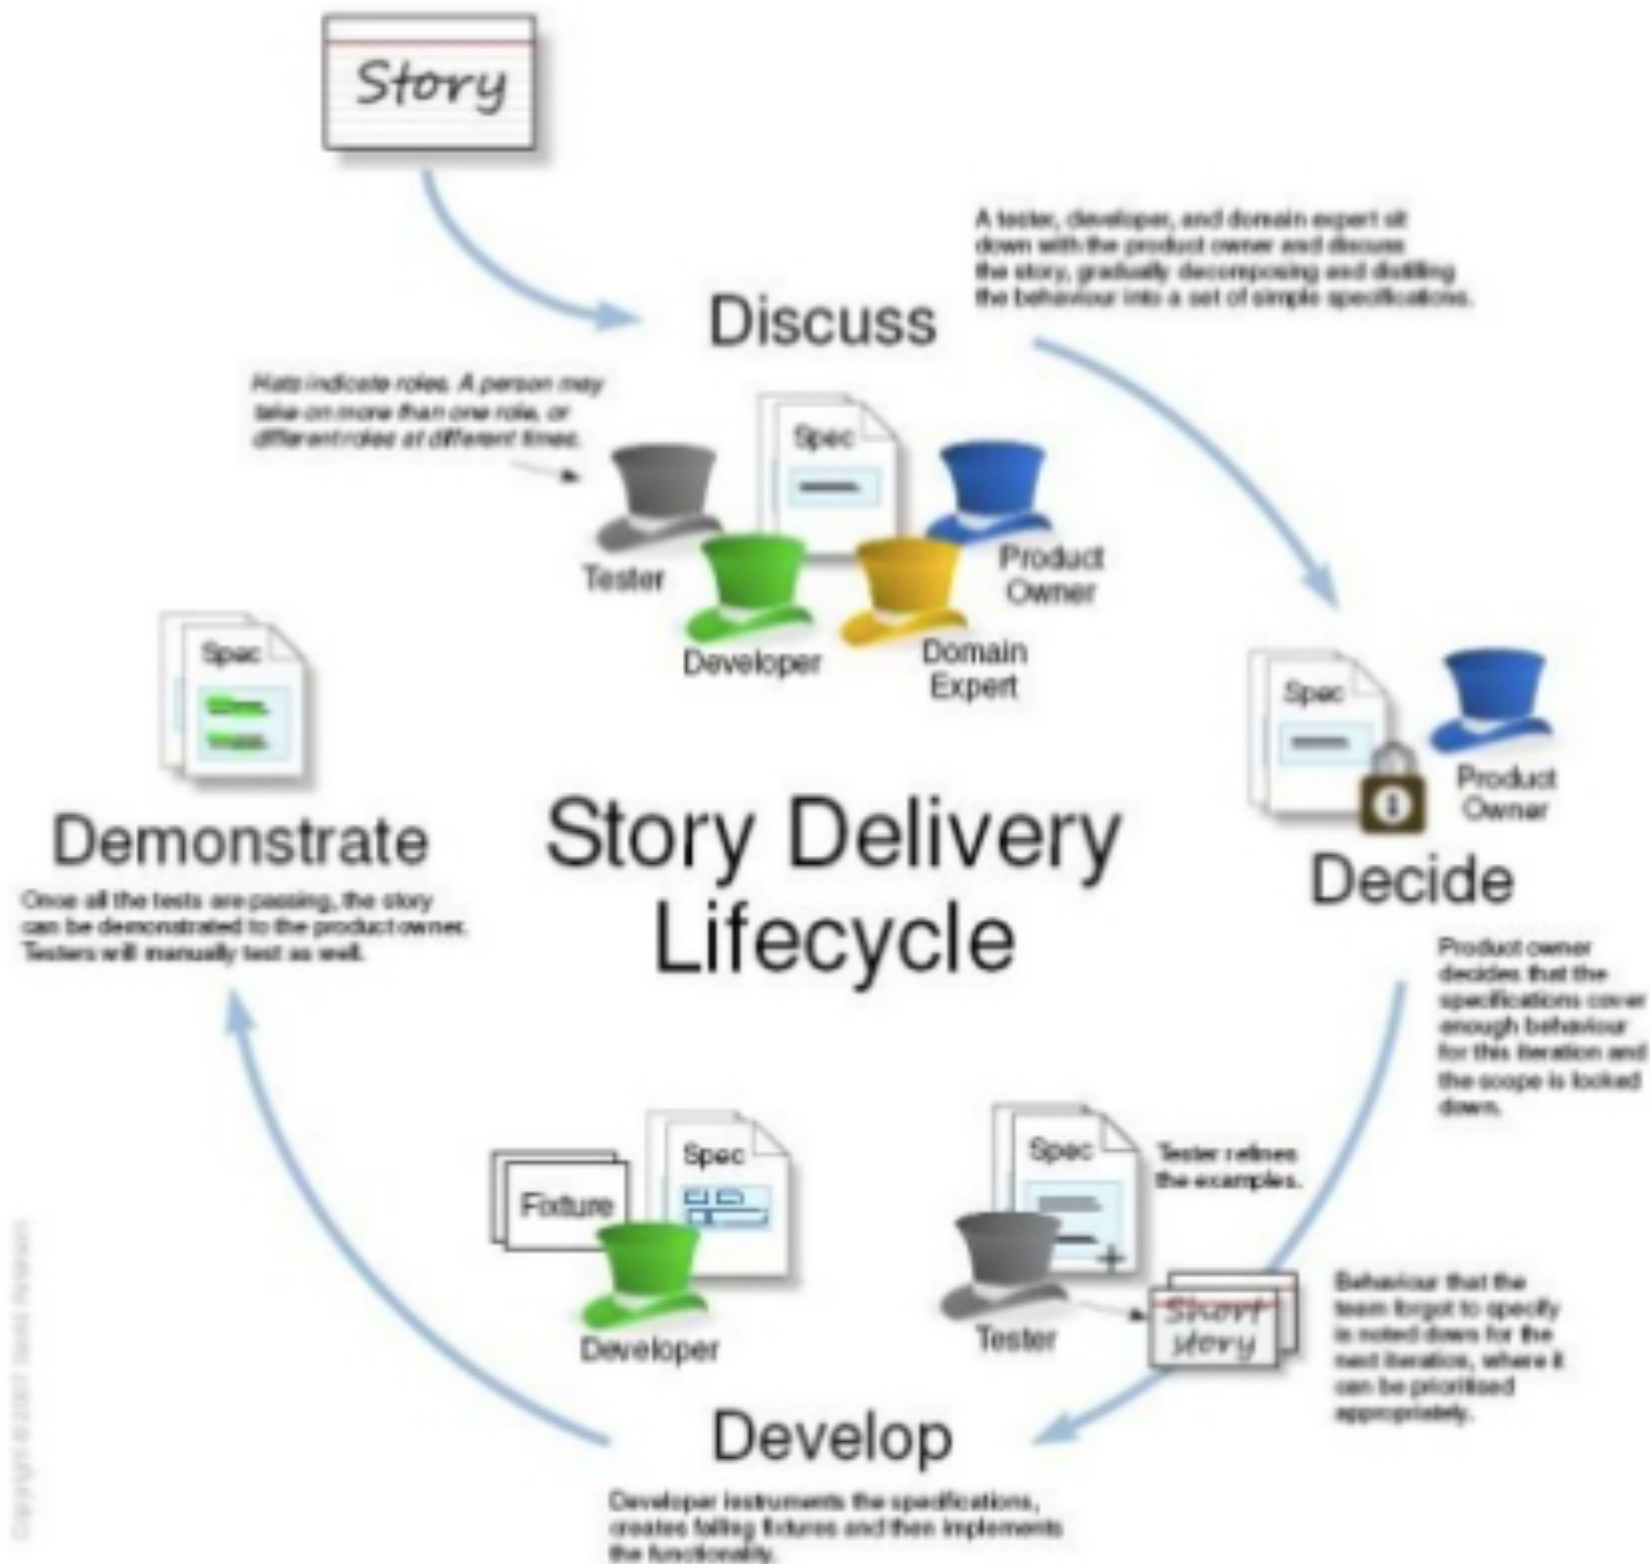 Story
A tester, developer, and domain expert sit
down with the product owner and discuss
the story, gradually decomposing and distilling
the behaviour into a set of simple specifications.
Discuss
Hats indicate roles. A person may
take on more than one role, or
different roles at different times.
Spec
Tester
Developer
Domain
Expert
Product
Owner
Spec
Product
Owner
Decide
Product owner
decides that the
specifications cover
enough behaviour
for this iteration and
the scope is locked
down.
Story Delivery
Lifecycle
Spec
Demonstrate
Once all the tests are passing, the story
can be demonstrated to the product owner.
Testers will manually test as well.
Spec
Tester refines
the examples.
Tester
Short
story
Behaviour that the
team forgot to specify
is noted down for the
next iteration, where it
can be prioritised
appropriately.
Fixture
Spec
Developer
Develop
Developer instruments the specifications,
creates failing fixtures and then implements
the functionality.
Copyright © 2007 David Peterson